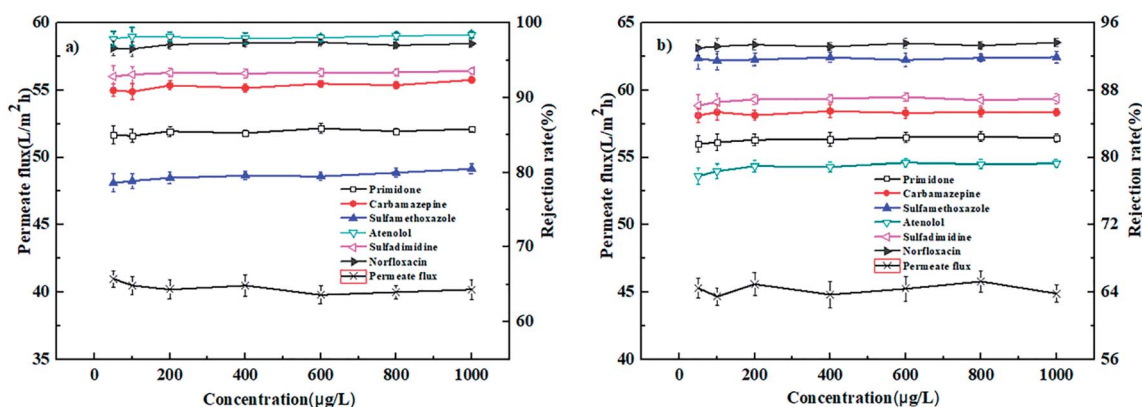 a)
60
55
50
45
40
35
Permeate flux(L/m²h)
100
90
80
70
60
Rejection rate(%)
Primidone
Carbamazepine
Sulfamethoxazole
Atenolol
Sulfadimidine
Norfloxacin
Permeate flux
0 200 400 600 800 1000
Concentration(μg/L)
b)
65
60
55
50
45
40
Permeate flux(L/m²h)
96
88
80
72
64
56
Rejection rate(%)
Primidone
Carbamazepine
Sulfamethoxazole
Atenolol
Sulfadimidine
Norfloxacin
Permeate flux
0 200 400 600 800 1000
Concentration(μg/L)